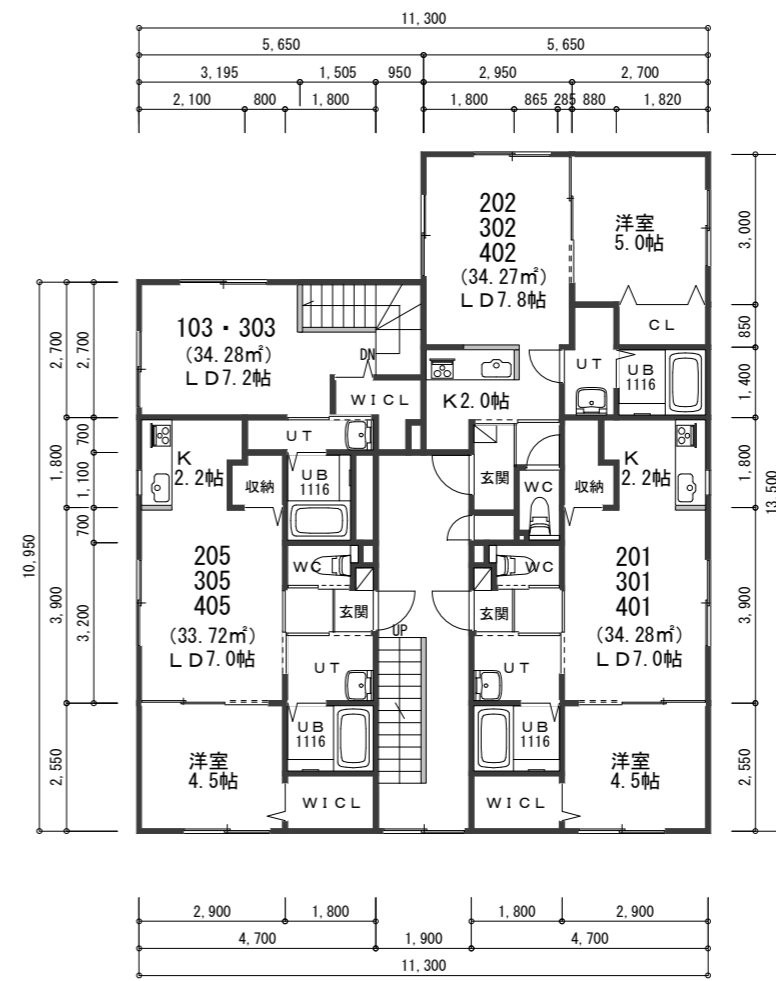 11,300
5,650 5,650
3,195 1,505 950 2,950 2,700
2,100 800 1,800 1,800 865 285 880 1,820
202
302
402
(34.27㎡)
LD7.8帖
洋室
5.0帖
3,000
103・303
(34.28㎡)
LD7.2帖
DN
WICL
2,700 2,700
CL
850
UT
UB
1116
1,400
K2.0帖
UT
玄関
WC
K
2.2帖
収納
UB
1116
収納
K
2.2帖
1,800 700 1,100
1,800
13,500
10,950
700
205
305
405
(33.72㎡)
LD7.0帖
WC
玄関
UP
UT
WC
玄関
UT
201
301
401
(34.28㎡)
LD7.0帖
3,900 3,200
3,900
洋室
4.5帖
UB
1116
WICL
UB
1116
WICL
洋室
4.5帖
2,550
2,550
2,900 1,800 1,800 2,900
4,700 1,900 4,700
11,300